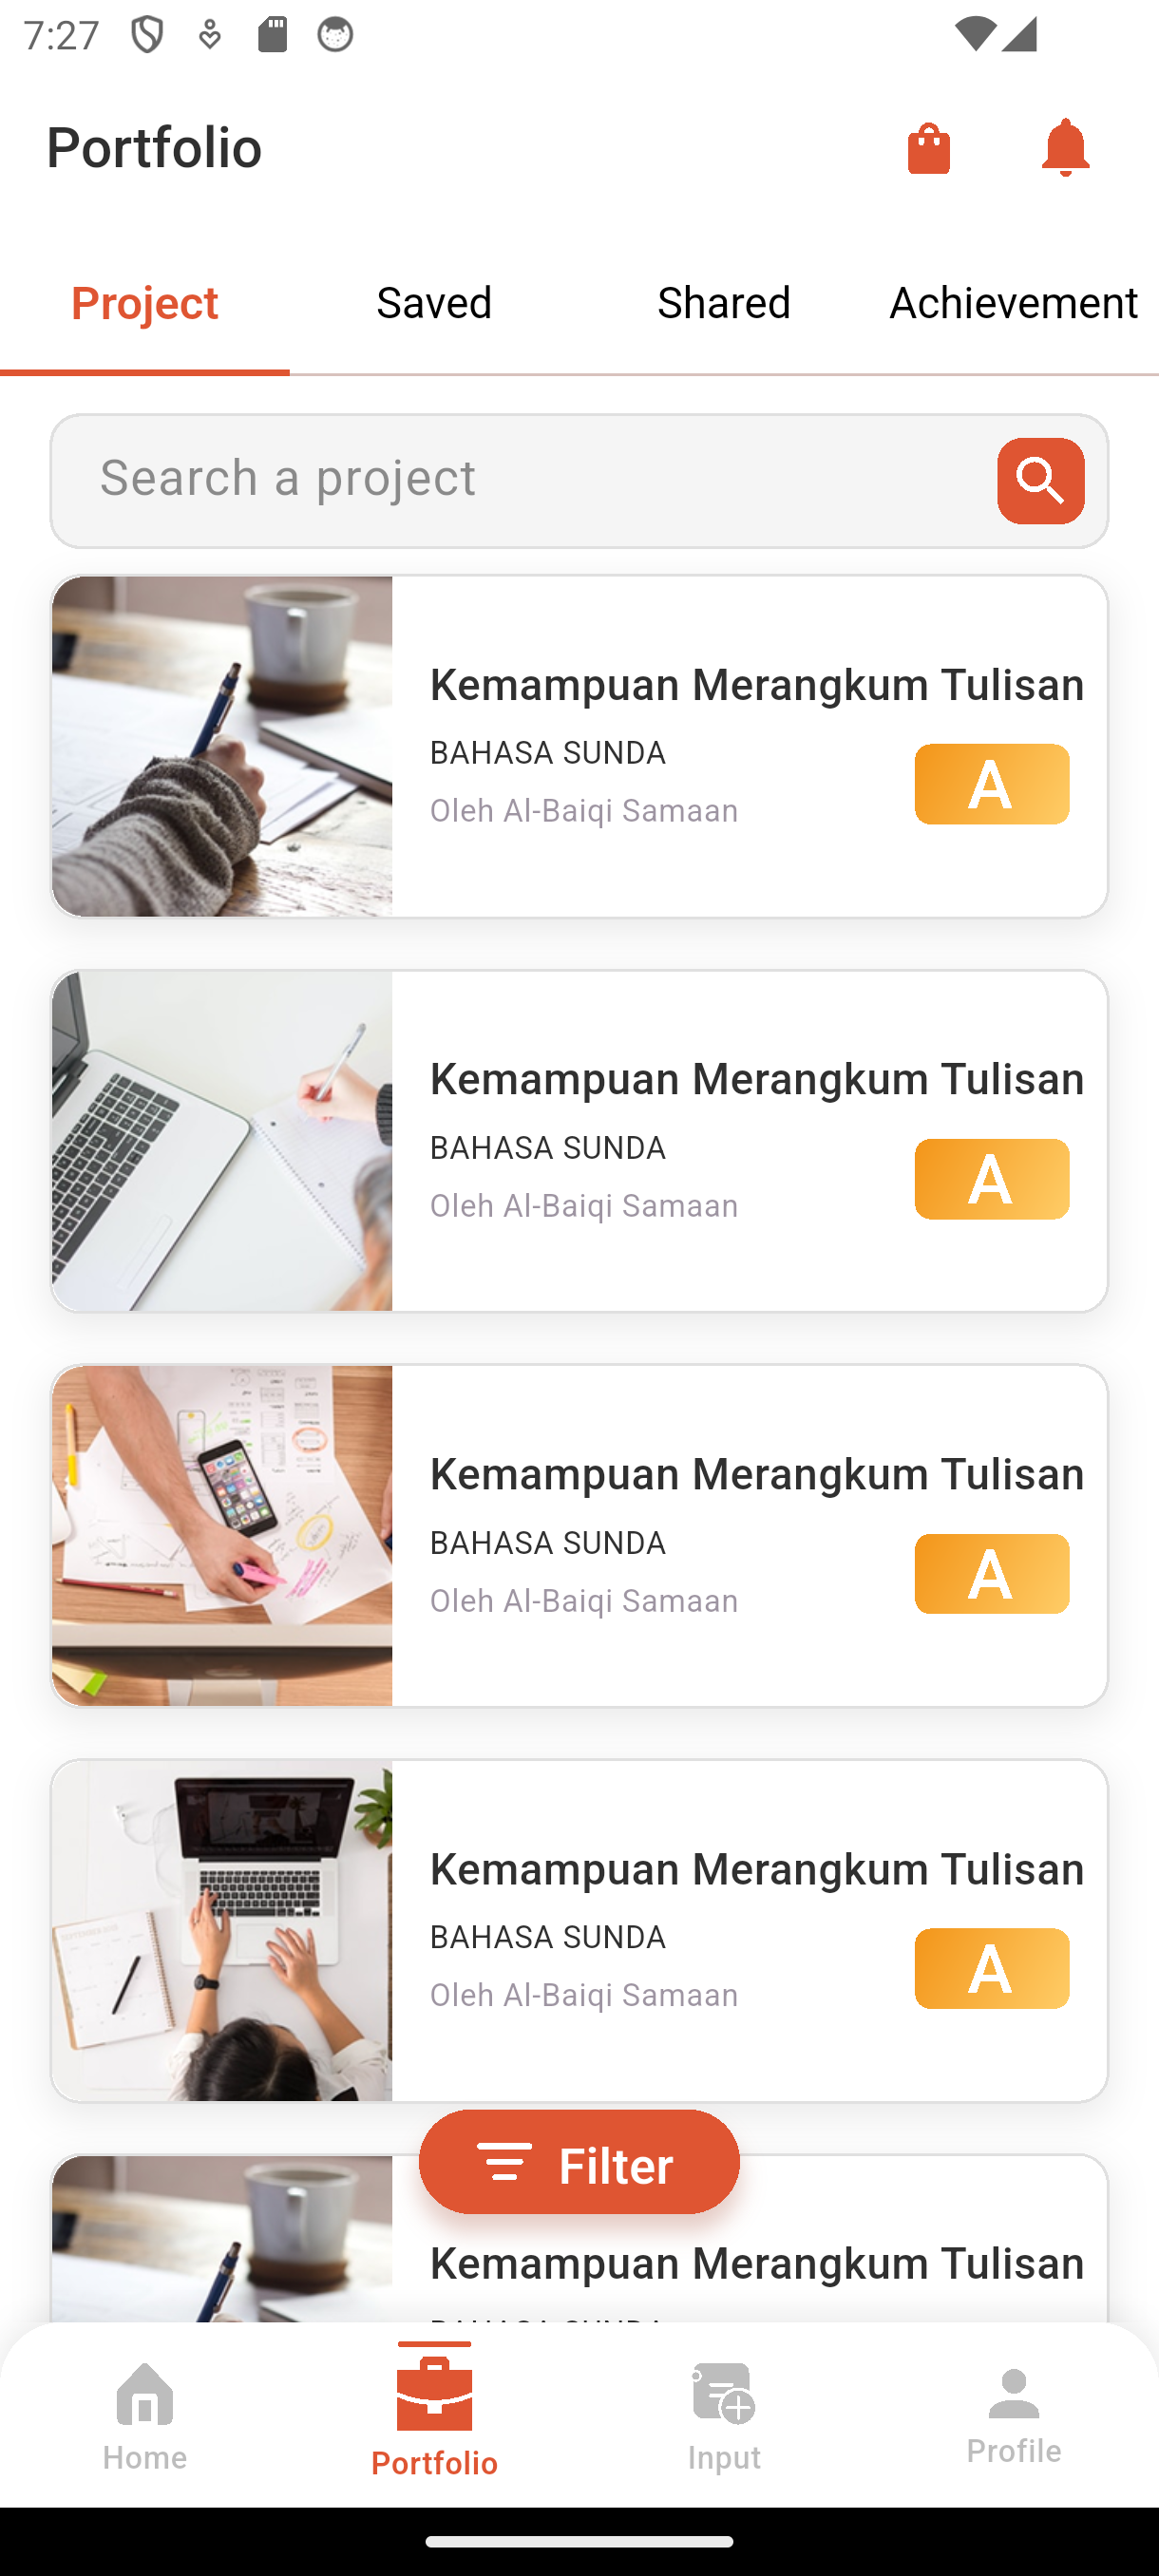 7:27
Portfolio
Project Saved Shared Achievement
Search a project
Kemampuan Merangkum Tulisan
BAHASA SUNDA
Oleh Al-Baiqi Samaan
A
Kemampuan Merangkum Tulisan
BAHASA SUNDA
Oleh Al-Baiqi Samaan
A
Kemampuan Merangkum Tulisan
BAHASA SUNDA
Oleh Al-Baiqi Samaan
A
Kemampuan Merangkum Tulisan
BAHASA SUNDA
Oleh Al-Baiqi Samaan
A
Filter
Kemampuan Merangkum Tulisan
Home Portfolio Input Profile